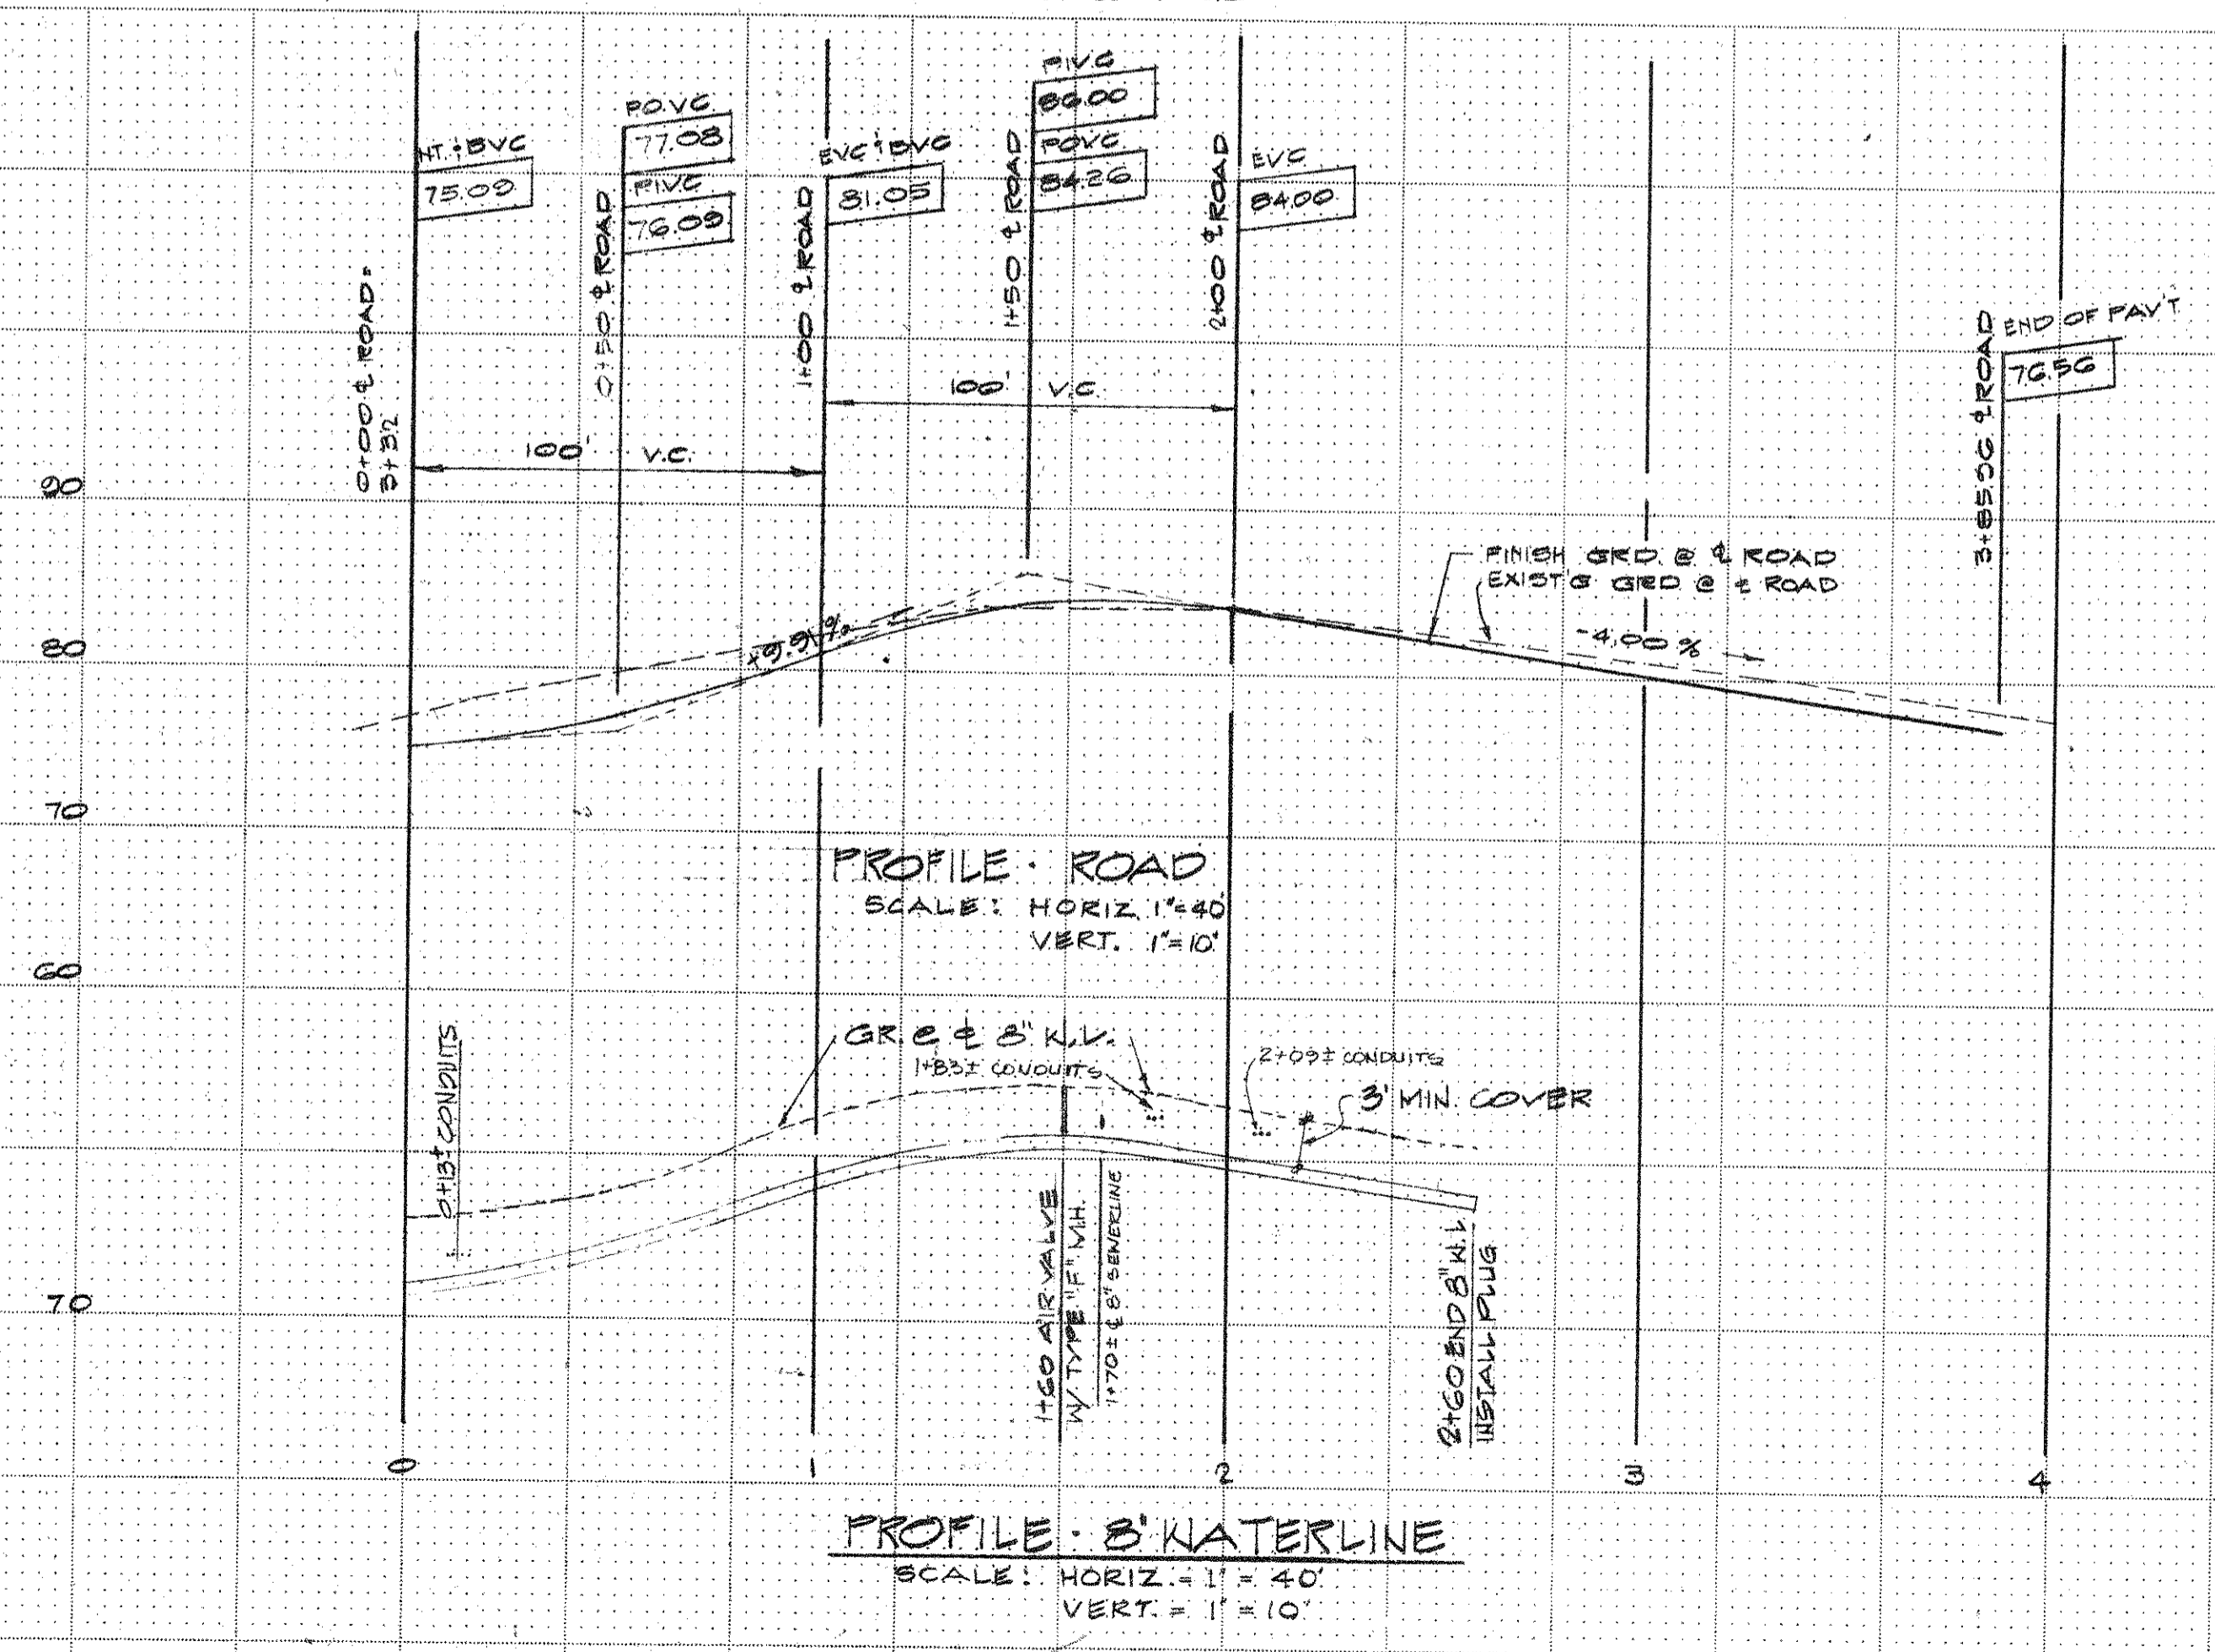 INT. & BVC
75.09
0+00 ℄ ROAD =
3+32
P.O.V.C.
77.08
P.I.V.C
76.09
0+50 ℄ ROAD
EVC & BVC
81.05
1+00 ℄ ROAD
P.I.V.C
86.00
P.O.V.C.
84.26
1+50 ℄ ROAD
EVC
84.00
2+00 ℄ ROAD
END OF PAV'T
76.56
3+85.96 ℄ ROAD
100' V.C.
100' V.C.
90
80
70
60
+9.91%
FINISH GRD. @ ℄ ROAD
EXIST'G GRD @ ℄ ROAD
-4.00 %
PROFILE · ROAD
SCALE: HORIZ. 1"=40'
VERT. 1"=10'
0+13± CONDUITS
GR. @ ℄ 8" W.L.
1+83± CONDUITS
2+09± CONDUITS
3' MIN. COVER
1+60 AIR VALVE
W/ TYPE "F" M.H.
1+70± ℄ 8" SEWERLINE
2+60 END 8" W.L.
INSTALL PLUG
70
0 1 2 3 4
PROFILE · 8" WATERLINE
SCALE: HORIZ. = 1" = 40'
VERT. = 1" = 10'